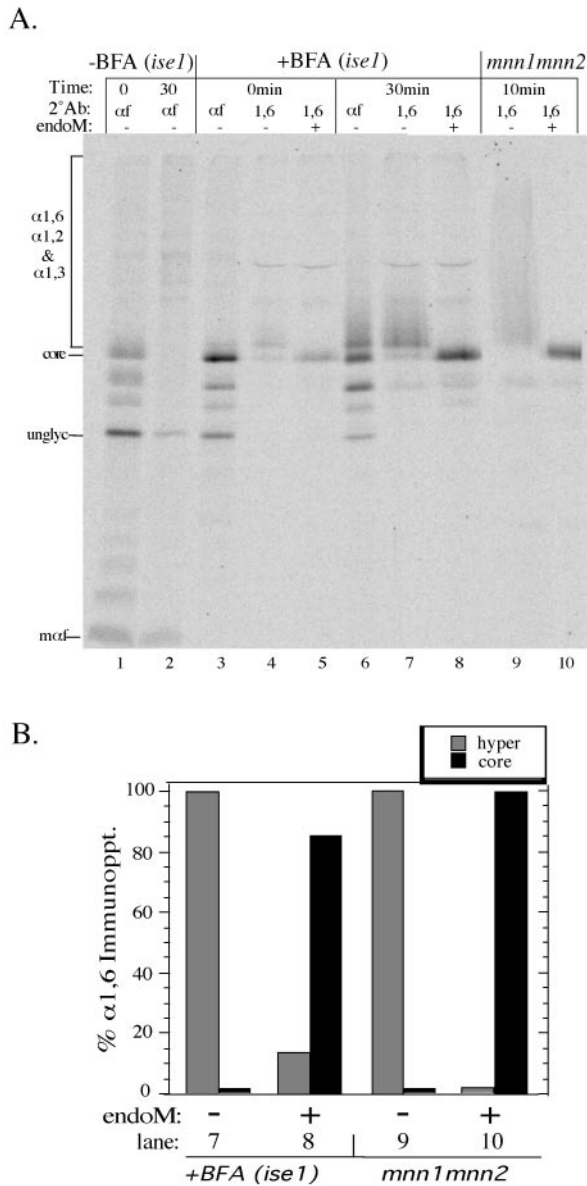 A.
-BFA (ise1) +BFA (ise1) mnn1mnn2
Time: 0 30 0min 30min 10min
2°Ab: αf αf αf 1,6 1,6 αf 1,6 1,6 1,6 1,6
endoM: - - - - + - - + - +
α1,6
α1,2
&
α1,3
core
unglyc
mαf
1 2 3 4 5 6 7 8 9 10
B.
hyper
core
% α1,6 Immunoppt.
100
80
60
40
20
0
endoM: - + - +
lane: 7 8 9 10
+BFA (ise1) mnn1mnn2